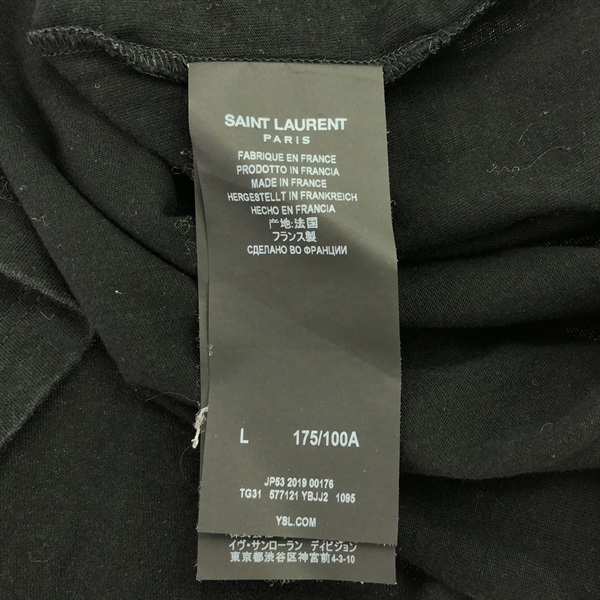 SAINT LAURENT
PARIS
FABRIQUE EN FRANCE
PRODOTTO IN FRANCIA
MADE IN FRANCE
HERGESTELLT IN FRANKREICH
HECHO EN FRANCIA
产地:法国
フランス製
СДЕЛАНО ВО ФРАНЦИИ
L 175/100A
JP53 2019 00176
TG31 577121 YBJJ2 1095
YSL.COM
イヴ・サンローラン ディビジョン
東京都渋谷区神宮前4-3-10